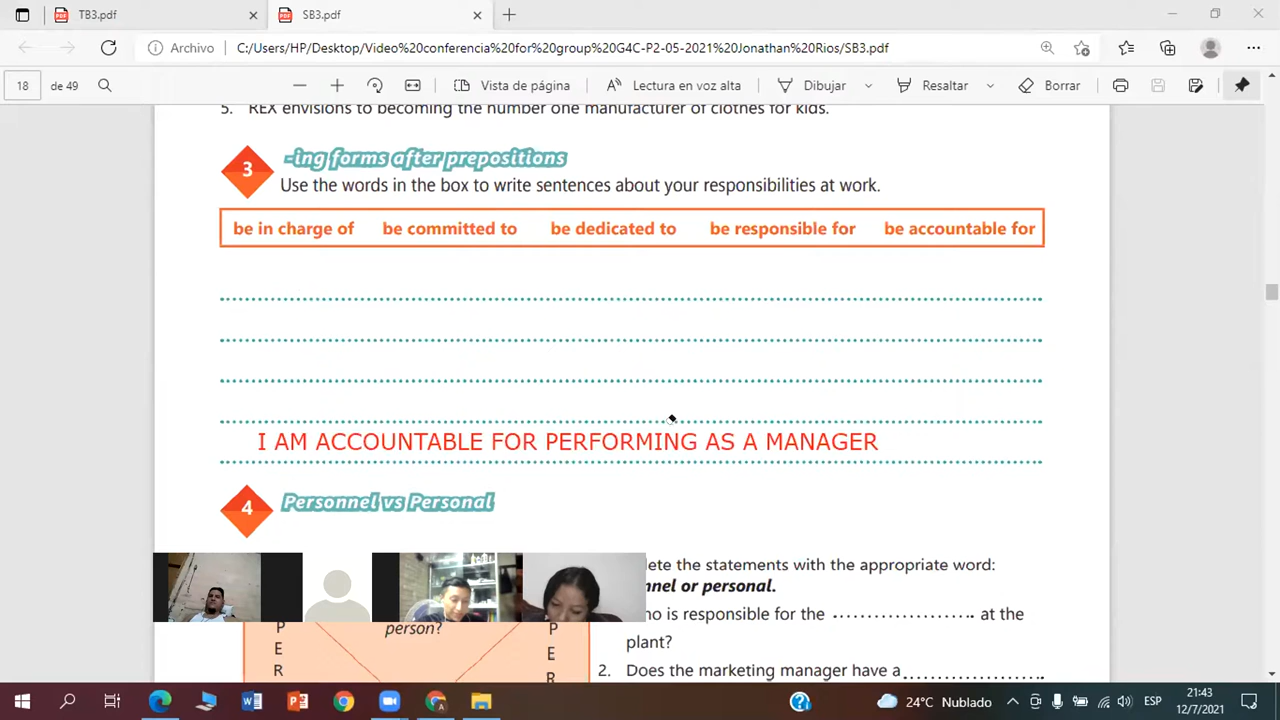 TB3.pdf
SB3.pdf
Archivo
C:/Users/HP/Desktop/Video%20conferencia%20for%20group%20G4C-P2-05-2021%20Jonathan%20Rios/SB3.pdf
18 de 49
Vista de página
Lectura en voz alta
Dibujar
Resaltar
Borrar
5. REX envisions to becoming the number one manufacturer of clothes for kids.
3 -ing forms after prepositions
Use the words in the box to write sentences about your responsibilities at work.
be in charge of be committed to be dedicated to be responsible for be accountable for
I AM ACCOUNTABLE FOR PERFORMING AS A MANAGER
4 Personnel vs Personal
the statements with the appropriate word:
or personal.
is responsible for the at the
plant?
person?
P
E
R
P
E
R
2. Does the marketing manager have a
24°C Nublado
ESP
21:43
12/7/2021